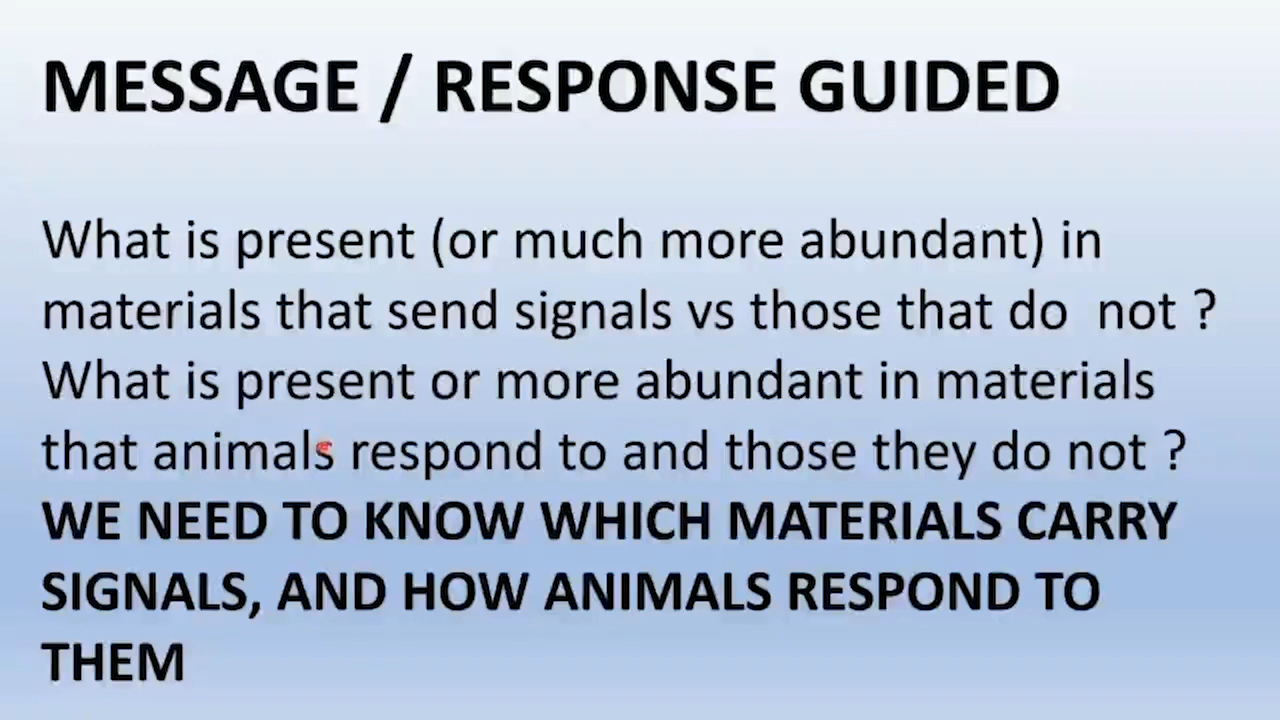 MESSAGE / RESPONSE GUIDED
What is present (or much more abundant) in
materials that send signals vs those that do  not ?
What is present or more abundant in materials
that animals respond to and those they do not ?
WE NEED TO KNOW WHICH MATERIALS CARRY
SIGNALS, AND HOW ANIMALS RESPOND TO
THEM